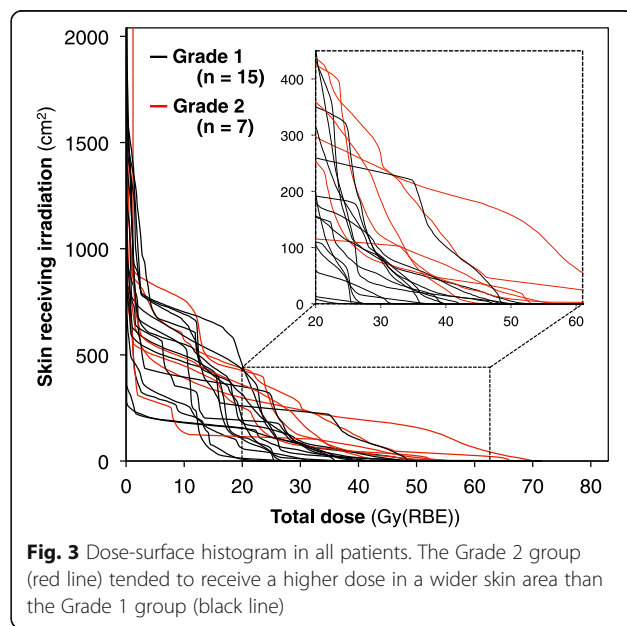 2000
1500
1000
500
0
Skin receiving irradiation (cm²)
Grade 1
(n = 15)
Grade 2
(n = 7)
400
300
200
100
0
20 30 40 50 60
0 10 20 30 40 50 60 70 80
Total dose (Gy(RBE))
Fig. 3 Dose-surface histogram in all patients. The Grade 2 group
(red line) tended to receive a higher dose in a wider skin area than
the Grade 1 group (black line)